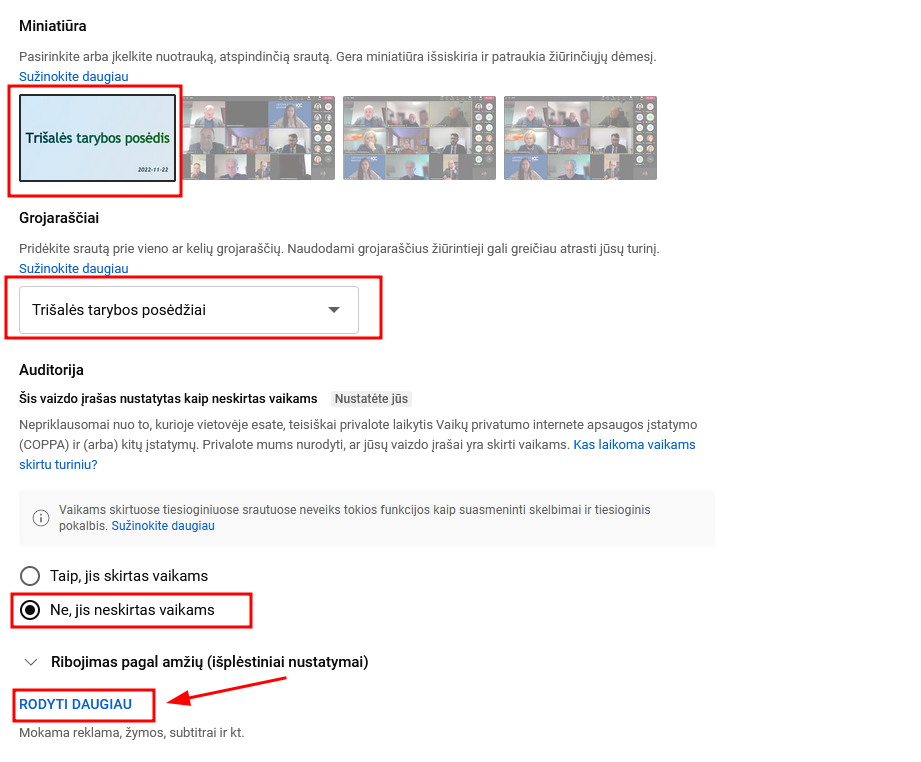 Miniatiūra
Pasirinkite arba įkelkite nuotrauką, atspindinčią srautą. Gera miniatiūra išsiskiria ir patraukia žiūrinčiųjų dėmesį.
Sužinokite daugiau
Trišalės tarybos posėdis
2022-11-22
Grojaraščiai
Pridėkite srautą prie vieno ar kelių grojaraščių. Naudodami grojaraščius žiūrintieji gali greičiau atrasti jūsų turinį.
Sužinokite daugiau
Trišalės tarybos posėdžiai
Auditorija
Šis vaizdo įrašas nustatytas kaip neskirtas vaikams Nustatėte jūs
Nepriklausomai nuo to, kurioje vietovėje esate, teisiškai privalote laikytis Vaikų privatumo internete apsaugos įstatymo
(COPPA) ir (arba) kitų įstatymų. Privalote mums nurodyti, ar jūsų vaizdo įrašai yra skirti vaikams. Kas laikoma vaikams
skirtu turiniu?
Vaikams skirtuose tiesioginiuose srautuose neveiks tokios funkcijos kaip suasmeninti skelbimai ir tiesioginis
pokalbis. Sužinokite daugiau
Taip, jis skirtas vaikams
Ne, jis neskirtas vaikams
Ribojimas pagal amžių (išplėstiniai nustatymai)
RODYTI DAUGIAU
Mokama reklama, žymos, subtitrai ir kt.